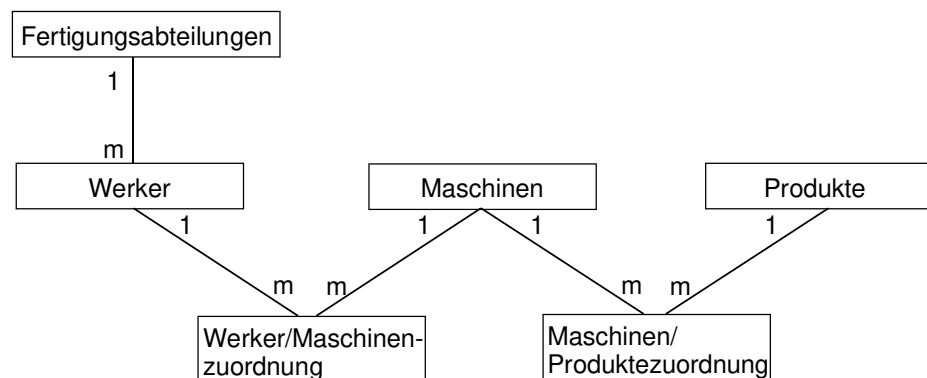 Fertigungsabteilungen
1
m
Werker
Maschinen
Produkte
1
1
1
1
m
m
m
m
Werker/Maschinen-
zuordnung
Maschinen/
Produktezuordnung